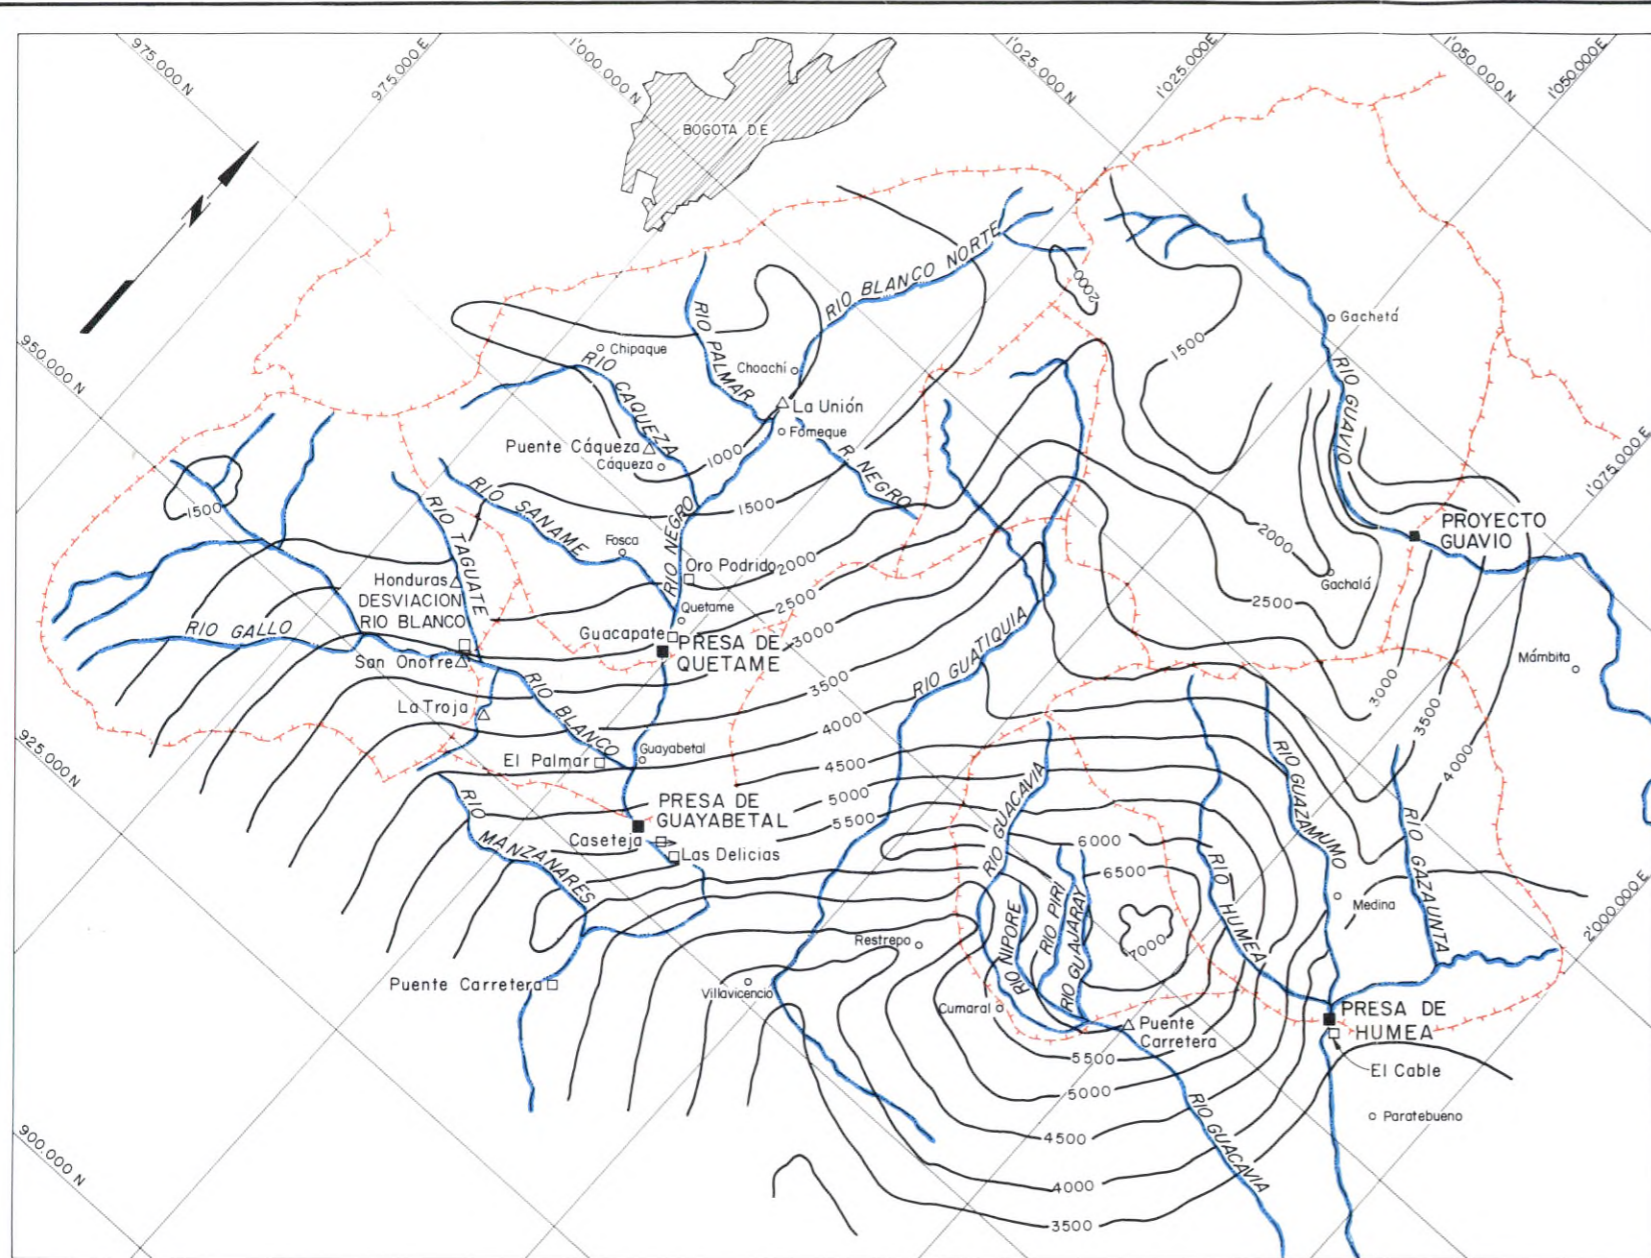 975.000 N
975.000 E
1'000.000 N
1'025.000 N
1'025.000 E
1'050.000 N
1'050.000 E
BOGOTA D.E
N
RIO BLANCO NORTE
2000
Gachetá
950.000 N
RIO PALMAR
Chipaque
Choachí
1500
RIO CAQUEZA
La Unión
RIO GUAVIO
Fómeque
Puente Cáqueza
Cáqueza
1000
R. NEGRO
1'075.000 E
1500
1500
RIO SANAME
RIO TAGUATE
RIO NEGRO
2000
PROYECTO
GUAVIO
Fosca
Oro Podrido
2000
Gachalá
Honduras
DESVIACION
RIO BLANCO
2500
2500
Quetame
RIO GALLO
Guacapate
PRESA DE
QUETAME
3000
RIO GUATIQUIA
San Onofre
Mámbita
3500
3000
RIO BLANCO
La Troja
4000
3500
925.000 N
Guayabetal
El Palmar
4500
4000
RIO GUACAVIA
RIO GUAZAMUMO
PRESA DE
GUAYABETAL
5000
5500
RIO MANZANARES
Caseteja
Las Delicias
6000
6500
RIO GAZAUNTA
RIO HUMEA
Medina
2'000.000 E
RIO NIPORE
RIO PIRI
RIO GUAVIARAY
7000
Restrepo
Puente Carretera
Villavicencio
Cumaral
PRESA DE
HUMEA
Puente
Carretera
5500
El Cable
5000
RIO GUACAVIA
Paratebueno
4500
900.000 N
4000
3500